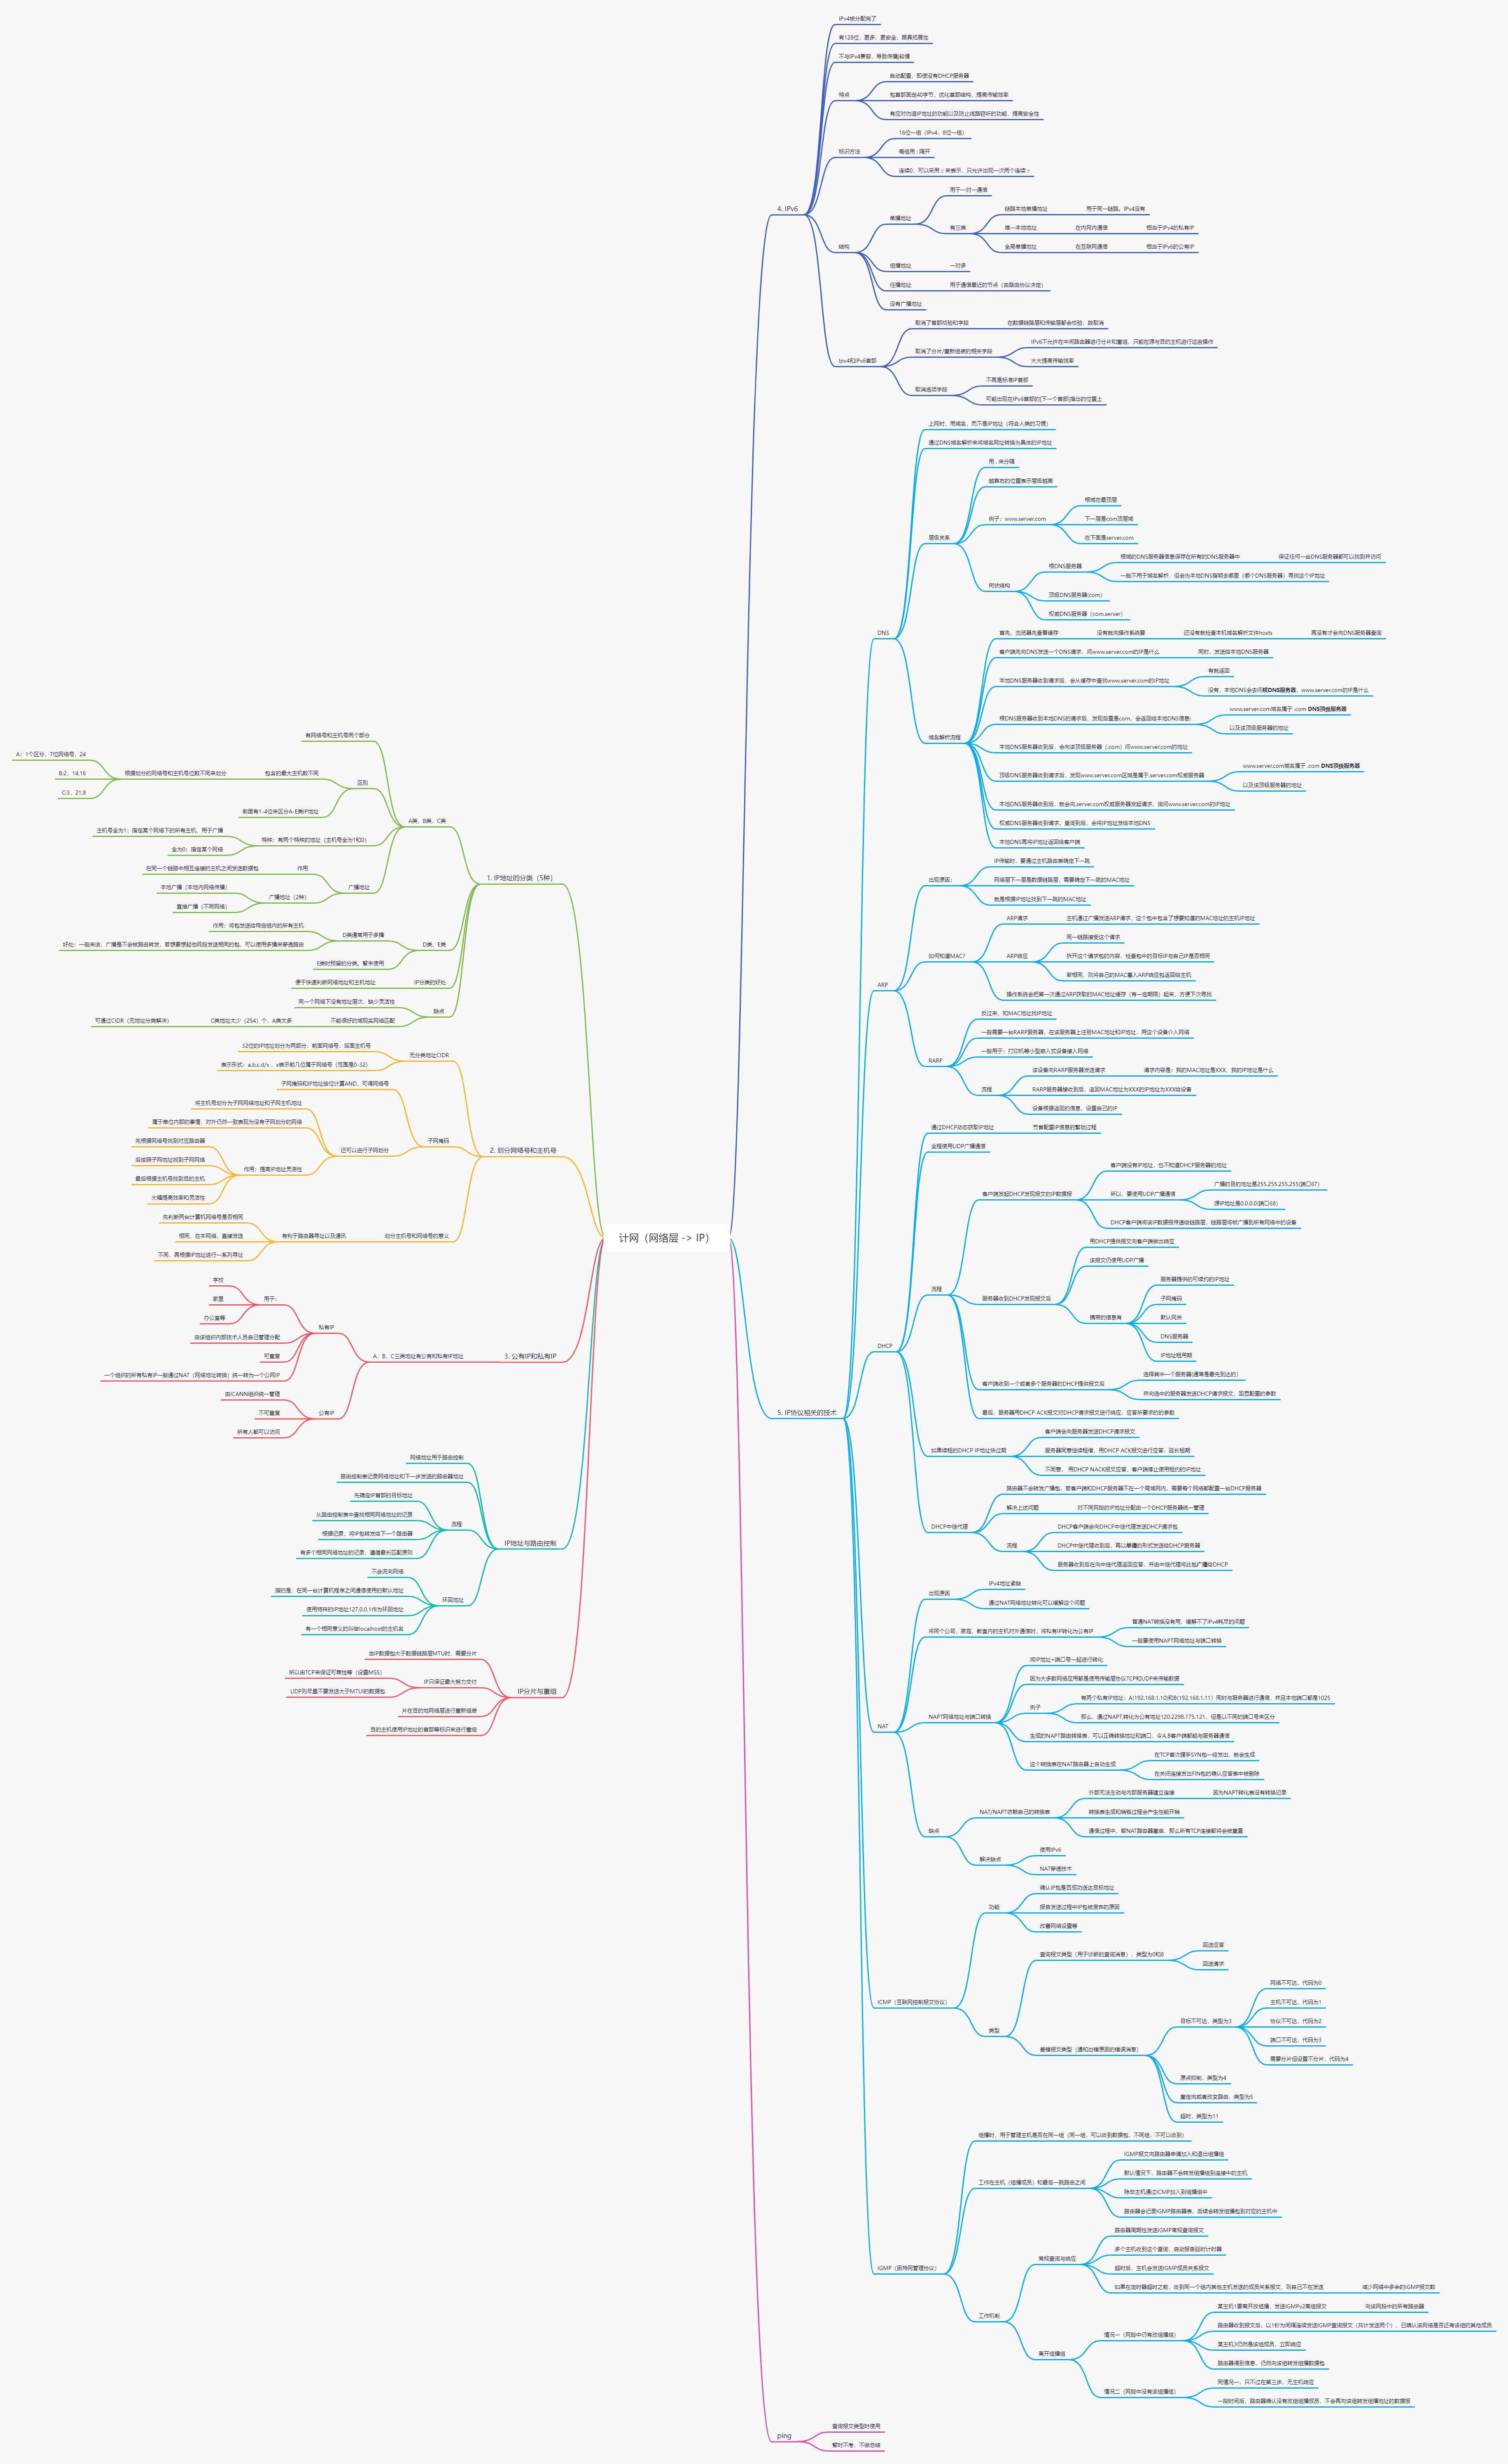 计网（网络层 -> IP）
1. IP地址的分类（5种）
A类、B类、C类
有网络号和主机号两个部分
区别
包含的最大主机数不同
根据划分的网络号和主机号位数不同来划分
A：1个区分，7位网络号，24
B:2、14,16
C:3、21,8
前面有1-4位来区分A-E类IP地址
特殊：有两个特殊的地址（主机号全为1和0）
主机号全为1：指定某个网络下的所有主机，用于广播
全为0：指定某个网络
广播地址
作用
在同一个链路中相互连接的主机之间发送数据包
广播地址（2种）
本地广播（本地内网络传播）
直接广播（不同网络）
D类、E类
D类通常用于多播
作用：将包发送给特定组内的所有主机
好处：一般来说，广播是不会被路由转发，若想要想起他网段发送相同的包，可以使用多播来穿透路由
E类时预留的分类。暂未使用
IP分类的好处
便于快速判断网络地址和主机地址
缺点
同一个网络下没有地址层次，缺少灵活性
不能很好的域现实网络匹配
C类地址太少（254）个，A类太多
可通过CIDR（无地址分类解决）
2. 划分网络号和主机号
无分类地址CIDR
32位的IP地址划分为两部分，前面网络号，后面主机号
表示形式：a.b.c.d/x ，x表示前几位属于网络号（范围是0-32）
子网掩码
子网掩码和IP地址按位计算AND，可得网络号
还可以进行子网划分
将主机号划分为子网网络地址和子网主机地址
属于单位内部的事情，对外仍然一致表现为没有子网划分的网络
作用：提高IP地址灵活性
先根据网络号找到对应路由器
后按照子网地址找到子网网络
最后根据主机号找到目的主机
大幅提高效率和灵活性
划分主机号和网络号的意义
有利于路由器寻址以及通讯
先判断两台计算机网络号是否相同
相同，在本网络，直接发送
不同，再根据IP地址进行一系列寻址
3. 公有IP和私有IP
A、B、C三类地址有公有和私有IP地址
私有IP
用于：
学校
家里
办公室等
由该组织内部技术人员自己管理分配
可重复
一个组织的所有私有IP一般通过NAT（网络地址转换）统一转为一个公网IP
公有IP
由ICANN组织统一管理
不可重复
所有人都可以访问
IP地址与路由控制
网络地址用于路由控制
路由控制表记录网络地址和下一步发送的路由器地址
流程
先确定IP首部的目标地址
从路由控制表中查找相同网络地址的记录
根据记录，将IP包转发给下一个路由器
有多个相同网络地址的记录，遵循最长匹配原则
环回地址
不会流向网络
指的是，在同一台计算机程序之间通信使用的默认地址
使用特殊的IP地址127.0.0.1作为环回地址
有一个相同意义的叫做localhost的主机名
IP分片与重组
当IP数据包大于数据链路层MTU时，需要分片
IP只保证最大努力交付
所以由TCP来保证可靠性等（设置MSS）
UDP则尽量不要发送大于MTU的数据包
片在目的地网络层进行重新组装
目的主机使用IP地址的首部等标识来进行重组
4. IPv6
IPv4被分配完了
有128位，更多、更安全、跟具拓展性
不与IPv4兼容，导致传播j较慢
特点
自动配置，即使没有DHCP服务器
包首部固定40字节，优化首部结构，提高传输效率
有应对伪造IP地址的功能以及防止线路窃听的功能，提高安全性
标识方法
16位一组（IPv4，8位一组）
每组用 : 隔开
连续0，可以采用 :: 来表示，只允许出现一次两个连续 ::
结构
单播地址
用于一对一通信
有三类
链路本地单播地址
用于同一链路。IPv4没有
唯一本地地址
在内网内通信
相当于IPv4的私有IP
全局单播地址
在互联网通信
相当于IPv6的公有IP
组播地址
一对多
任播地址
用于通信最近的节点（由路由协议决定）
没有广播地址
Ipv4和IPv6首部
取消了首部校验和字段
在数据链路层和传输层都会校验，故取消
取消了分片/重新组装的相关字段
IPv6不允许在中间路由器进行分片和重组，只能在源与目的主机进行这些操作
大大提高传输效率
取消选项字段
不再是标准IP首部
可能出现在IPv6首部的[下一个首部]指出的位置上
5. IP协议相关的技术
DNS
上网时，用域名，而不是IP地址（符合人类的习惯）
通过DNS域名解析来将域名网址转换为具体的IP地址
层级关系
用 . 来分隔
越靠右的位置表示层级越高
例子：www.server.com
根域在最顶层
下一层是com顶层域
在下面是server.com
树状结构
根DNS服务器
根域的DNS服务器信息保存在所有的DNS服务器中
保证任何一台DNS服务器都可以找到并访问
一般不用于域名解析，但会为本地DNS指明去哪里（哪个DNS服务器）寻找这个IP地址
顶级DNS服务器(com)
权威DNS服务器（com.server）
域名解析流程
首先，浏览器先查看缓存
没有就向操作系统要
还没有就检查本机域名解析文件hosts
再没有才会向DNS服务器查询
客户端先向DNS发送一个DNS请求，问www.server.com的IP是什么
同时，发送给本地DNS服务器
本地DNS服务器收到请求后，会从缓存中查找www.server.com的IP地址
有就返回
没有，本地DNS会去问根DNS服务器，www.server.com的IP是什么
根DNS服务器收到本地DNS的请求后，发现后置是com，会返回给本地DNS信息:
www.server.com域名属于 .com DNS顶级服务器
以及该顶级服务器的地址
本地DNS服务器收到后，会向该顶级服务器（.com）问www.server.com的地址
顶级DNS服务器收到请求后，发现www.server.com区域是属于.server.com权威服务器
www.server.com域名属于 .com DNS顶级服务器
以及该顶级服务器的地址
本地DNS服务器收到后，就会向.server.com权威服务器发起请求，询问www.server.com的IP地址
权威DNS服务器收到请求，查询到后，会将IP地址发给本地DNS
本地DNS再将IP地址返回给客户端
ARP
出现原因：
IP传输时，要通过主机路由表确定下一跳
网络层下一层是数据链路层，需要确定下一跳的MAC地址
就是根据IP地址找到下一跳的MAC地址
如何知道MAC？
ARP请求
主机通过广播发送ARP请求，这个包中包含了想要知道的MAC地址的主机IP地址
ARP响应
同一链路接受这个请求
拆开这个请求包的内容，检查包中的目标IP与自己IP是否相同
若相同，则将自己的MAC塞入ARP响应包返回给主机
操作系统会把第一次通过ARP获取的MAC地址缓存（有一定期限）起来，方便下次寻找
RARP
反过来，知MAC地址找IP地址
一般需要一台RARP服务器，在该服务器上注册MAC地址和IP地址，用这个设备介入网络
一般用于：打印机等小型嵌入式设备接入网络
流程
该设备向RARP服务器发送请求
请求内容是：我的MAC地址是XXX，我的IP地址是什么
RARP服务器接收到后，返回MAC地址为XXX的IP地址为XXX给设备
设备根据返回的信息，设置自己的IP
DHCP
通过DHCP动态获取IP地址
节省配置IP信息的繁琐过程
全程使用UDP广播通信
流程
客户端发起DHCP发现报文的IP数据报
客户端没有IP地址，也不知道DHCP服务器的地址
所以，要使用UDP广播通信
广播的目的地址是255.255.255.255(端口67）
源IP地址是0.0.0.0(端口68）
DHCP客户端将该IP数据报传递给链路层，链路层将帧广播到所有网络中的设备
服务器收到DHCP发现报文后
用DHCP提供报文向客户端做出响应
该报文仍使用UDP广播
携带的信息有
服务器提供的可续约的IP地址
子网掩码
默认网关
DNS服务器
IP地址租用期
客户端收到一个或者多个服务器的DHCP提供报文后
选择其中一个服务器(通常是最先到达的）
并向选中的服务器发送DHCP请求报文，回显配置的参数
最后，服务器用DHCP ACK报文对DHCP请求报文进行响应，应答所要求的的参数
如果续租的DHCP IP地址快过期
客户端会向服务器发送DHCP请求报文
服务器同意继续租借，用DHCP ACK报文进行应答，延长租期
不同意， 用DHCP NACK报文应答，客户端停止使用租约的IP地址
DHCP中继代理
路由器不会转发广播包，若客户端和DHCP服务器不在一个局域网内，需要每个网络都配置一台DHCP服务器
解决上述问题
对不同网段的IP地址分配由一个DHCP服务器统一管理
流程
DHCP客户端会向DHCP中继代理发送DHCP请求包
DHCP中继代理收到后，再以单播的形式发送给DHCP服务器
服务器收到后在向中继代理返回应答，并由中继代理将此包广播给DHCP
NAT
出现原因
IPv4地址紧缺
通过NAT网络地址转化可以缓解这个问题
将同个公司、家庭、教室内的主机对外通信时，将私有IP转化为公有IP
普通NAT转换没有用，缓解不了IPv4耗尽的问题
一般要使用NAPT网络地址与端口转换
NAPT网络地址与端口转换
将IP地址+端口号一起进行转化
因为大多数网络应用都是使用传输层协议TCP和UDP来传输数据
例子
有两个私有IP地址：A(192.168.1.10)和B(192.168.1.11）同时与服务器进行通信，并且本地端口都是1025
那么，通过NAPT,转化为公有地址120.2298.175.121，但是以不同的端口号来区分
生成的NAPT路由转换表，可以正确转换地址和端口，令A,B客户端都能与服务器通信
这个转换表在NAT路由器上自动生成
在TCP首次握手SYN包一经发出，就会生成
在关闭连接发出FIN包的确认应答表中被删除
缺点
NAT/NAPT依赖自己的转换表
外部无法主动与内部服务器建立连接
因为NAPT转化表没有转换记录
转换表生成和销毁过程会产生性能开销
通信过程中，若NAT路由器重启，那么所有TCP连接都将会被重置
解决缺点
使用IPv6
NAT穿透技术
ICMP（互联网控制报文协议）
功能
确认IP包是否成功送达目标地址
报告发送过程中IP包被废弃的原因
改善网络设置等
类型
查询报文类型（用于诊断的查询消息），类型为0和8
回送应答
回送请求
差错报文类型（通知出错原因的错误消息）
目标不可达，类型为3
网络不可达，代码为0
主机不可达，代码为1
协议不可达，代码为2
端口不可达，代码为3
需要分片但设置不分片，代码为4
原点抑制，类型为4
重定向或者改变路由，类型为5
超时，类型为11
IGMP（因特网管理协议）
组播时，用于管理主机是否在同一组（同一组，可以收到数据包，不同组，不可以收到）
工作在主机（组播成员）和最后一跳路由之间
IGMP报文向路由器申请加入和退出组播组
默认情况下，路由器不会转发组播组到连接中的主机
除非主机通过ICMP加入到组播组中
路由器会记录IGMP路由器表，后续会转发组播包到对应的主机中
工作机制
常规查询与响应
路由器周期性发送IGMP常规查询报文
多个主机收到这个查询，启动报告延时计时器
超时后，主机会发送IGMP成员关系报文
如果在定时器超时之前，收到同一个组内其他主机发送的成员关系报文，则自己不在发送
减少网络中多余的IGMP报文数
离开组播组
情况一（网段中仍有改组播组）
某主机1要离开改组播，发送IGMPv2离组报文
向该网段中的所有路由器
路由器收到报文后，以1秒为间隔连续发送IGMP查询报文（共计发送两个），已确认该网络是否还有该组的其他成员
某主机3仍然是该组成员，立即响应
路由器得到信息，仍然向该组转发组播数据包
情况二（网段中没有该组播组）
同情况一，只不过在第三步，无主机响应
一段时间后，路由器确认没有改组组播成员，不会再向该组转发组播地址的数据报
ping
查询报文类型时使用
暂时不考，不做总结